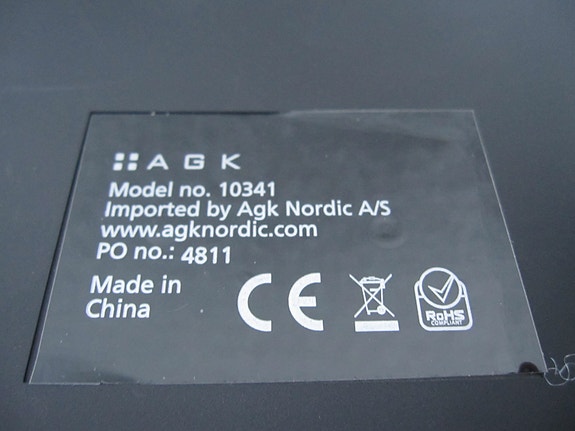 AGK
Model no. 10341
Imported by Agk Nordic A/S
www.agknordic.com
PO no.: 4811
Made in
China
CE
RoHS
COMPLIANT